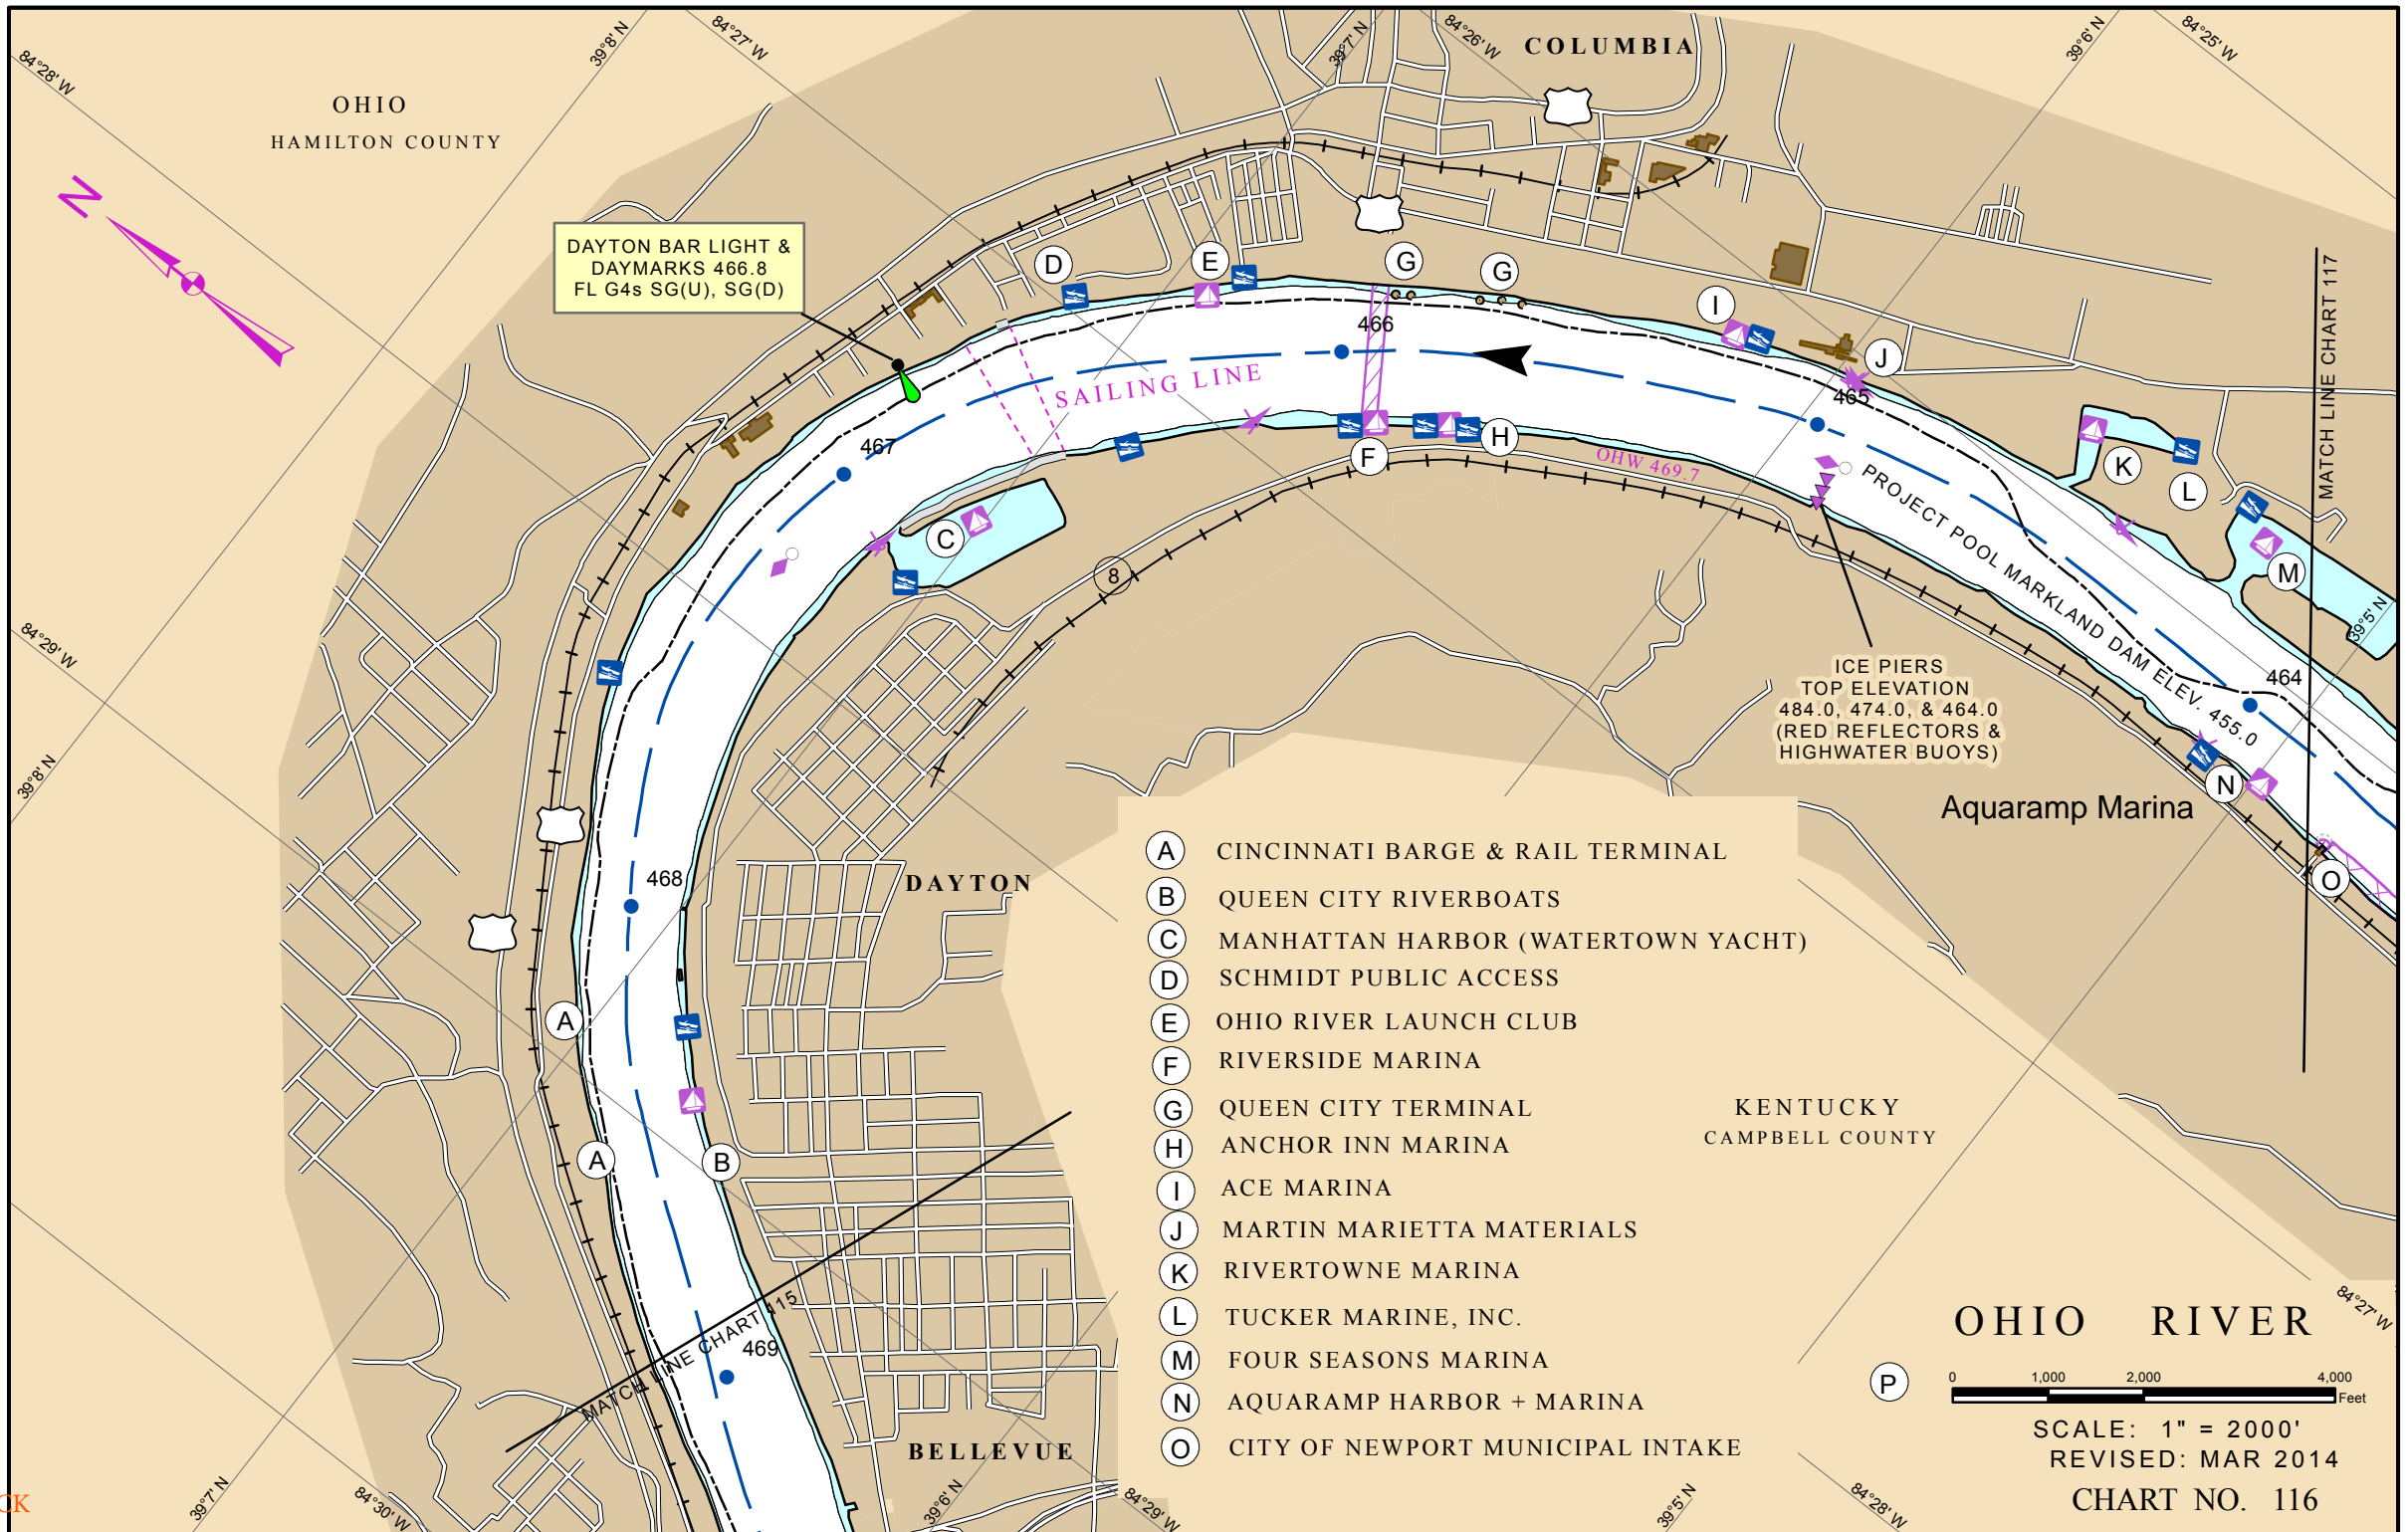 84°28' W
39°8' N
84°27' W
39°7' N
84°26' W
COLUMBIA
39°6' N
84°25' W
OHIO
HAMILTON COUNTY
N
DAYTON BAR LIGHT &
DAYMARKS 466.8
FL G4s SG(U), SG(D)
D
E
G
G
I
J
MATCH LINE CHART 117
466
465
SAILING LINE
467
F
H
OHW 469.7
K
L
C
M
PROJECT POOL MARKLAND DAM ELEV. 455.0
8
39°5' N
84°29' W
464
ICE PIERS
TOP ELEVATION
484.0, 474.0, & 464.0
(RED REFLECTORS &
HIGHWATER BUOYS)
39°8' N
N
Aquaramp Marina
O
468
DAYTON
A
A
B
A CINCINNATI BARGE & RAIL TERMINAL
B QUEEN CITY RIVERBOATS
C MANHATTAN HARBOR (WATERTOWN YACHT)
D SCHMIDT PUBLIC ACCESS
E OHIO RIVER LAUNCH CLUB
F RIVERSIDE MARINA
G QUEEN CITY TERMINAL
H ANCHOR INN MARINA
I ACE MARINA
J MARTIN MARIETTA MATERIALS
K RIVERTOWNE MARINA
L TUCKER MARINE, INC.
M FOUR SEASONS MARINA
N AQUARAMP HARBOR + MARINA
O CITY OF NEWPORT MUNICIPAL INTAKE
KENTUCKY
CAMPBELL COUNTY
MATCH LINE CHART 115
469
BELLEVUE
84°27' W
OHIO RIVER
P
0 1,000 2,000 4,000
Feet
SCALE: 1" = 2000'
REVISED: MAR 2014
CHART NO. 116
CK
39°7' N
84°30' W
39°6' N
84°29' W
39°5' N
84°28' W